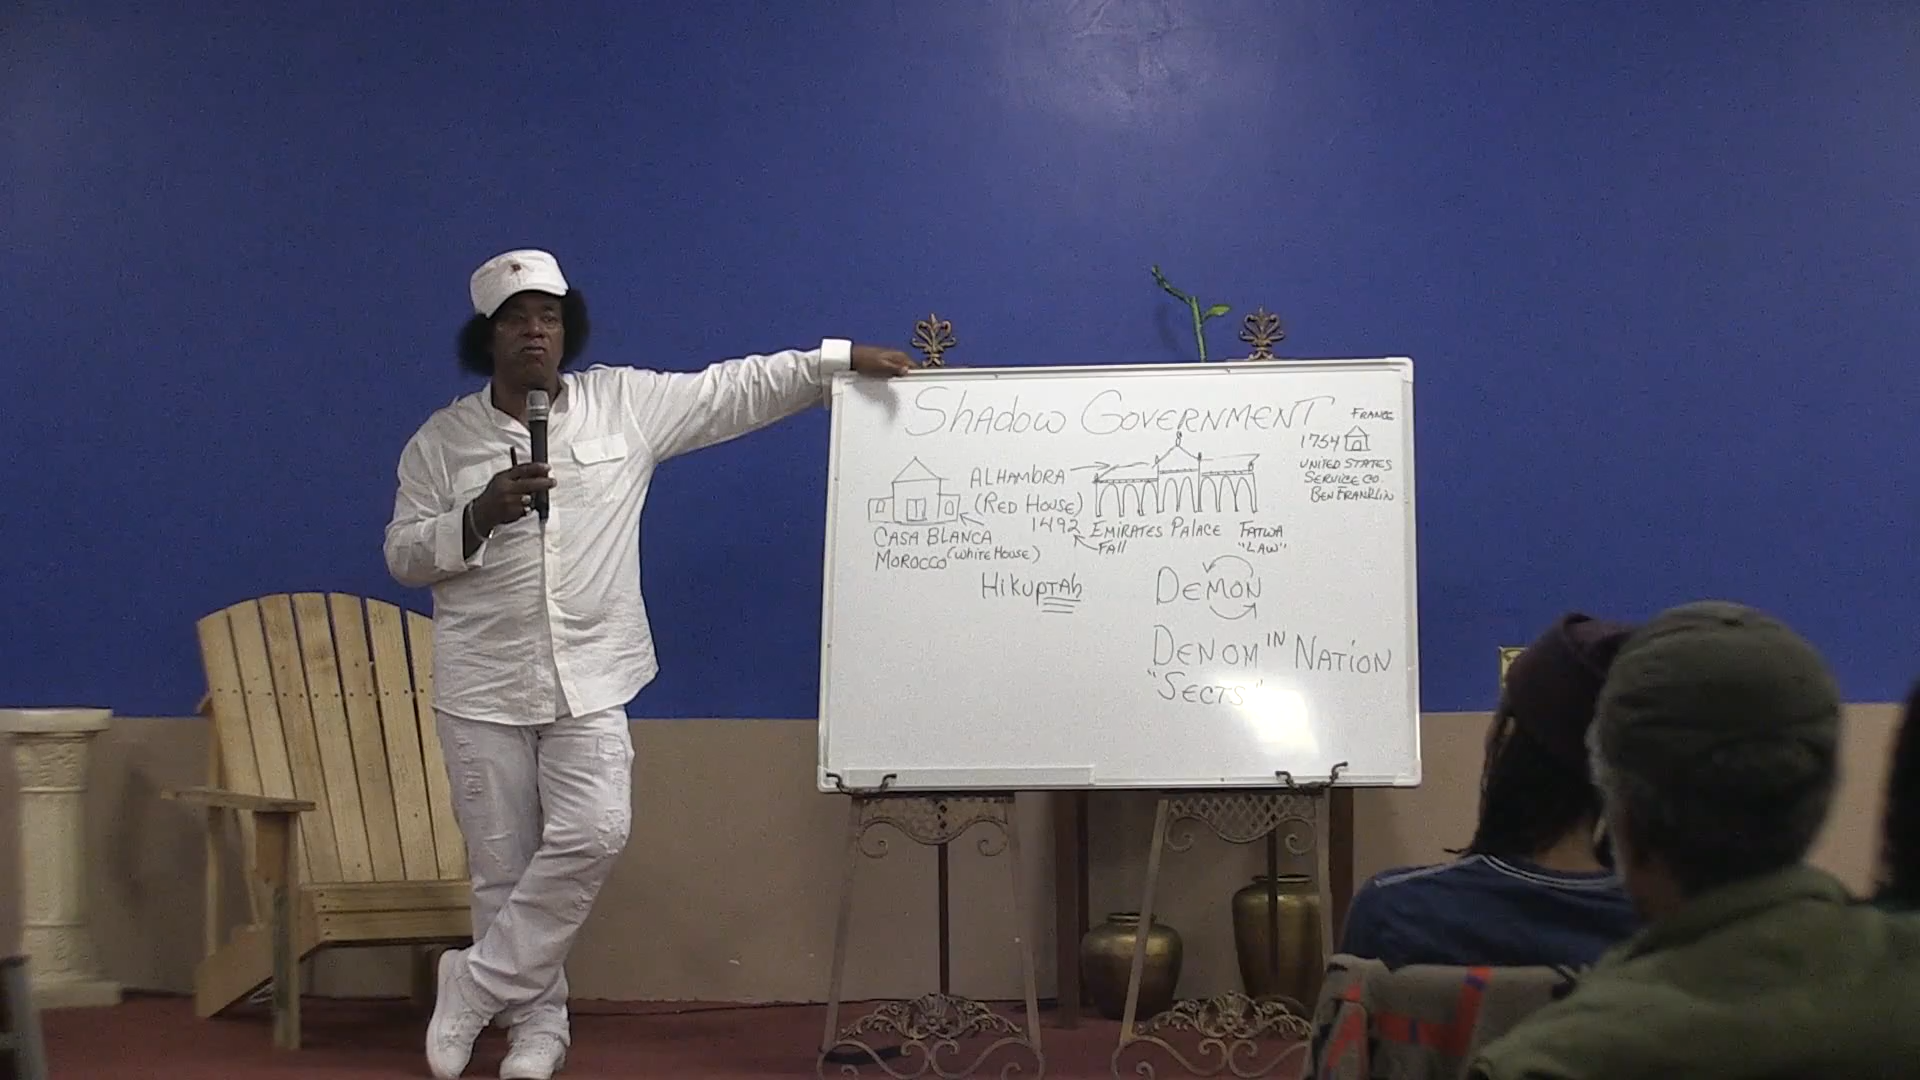 Shadow GOVERNMENT
FRANCE
1754
UNITED STATES
SERVICE CO.
BEN FRANKLIN
ALHAMBRA
(RED HOUSE)
1492
Fall
CASA BLANCA
MOROCCO (WHITE HOUSE)
EMIRATES PALACE
FATWA
"LAW"
HikupTAh
DEMON
DENOM IN NATION
"SECTS"